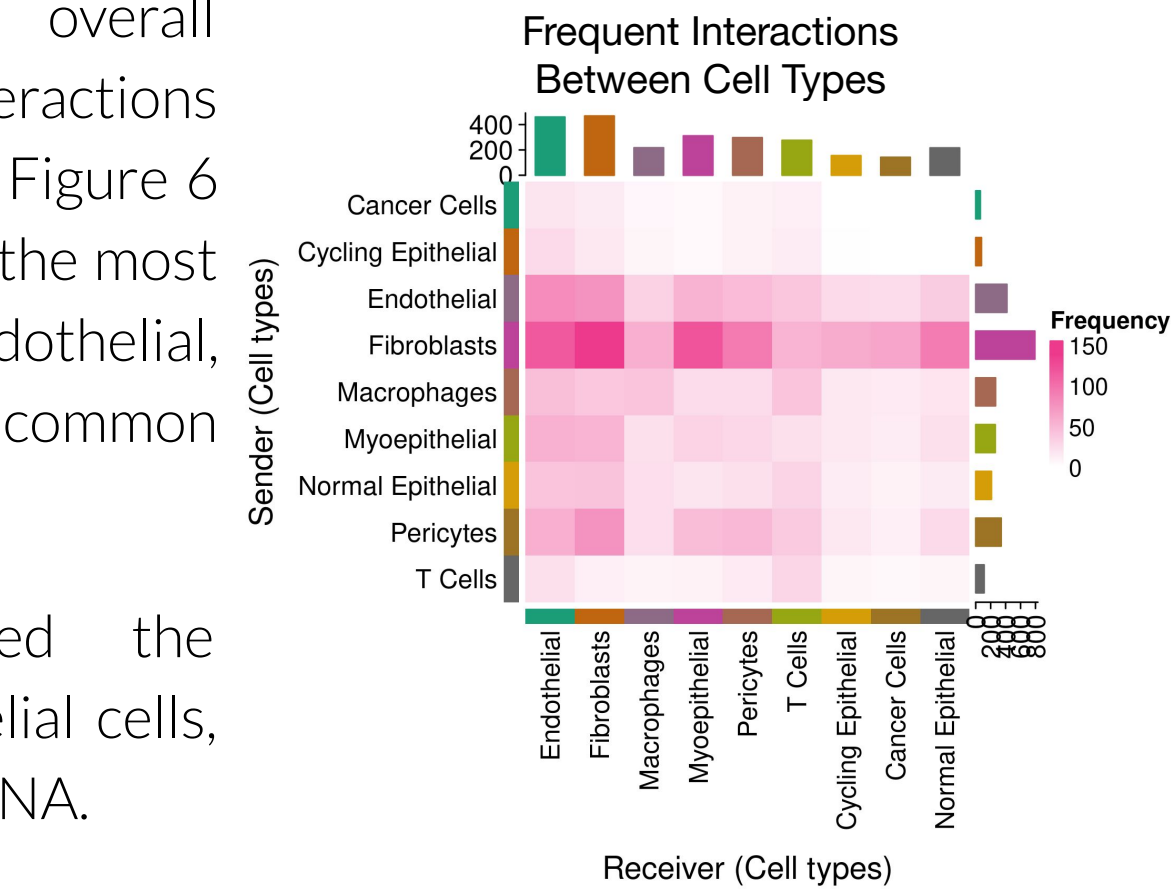 overall
eractions
Figure 6
the most
dothelial,
common
ed the
elial cells,
NA.
Frequent Interactions
Between Cell Types
400
200
0
Sender (Cell types)
Cancer Cells
Cycling Epithelial
Endothelial
Fibroblasts
Macrophages
Myoepithelial
Normal Epithelial
Pericytes
T Cells
Frequency
150
100
50
0
0
200
400
600
800
Endothelial
Fibroblasts
Macrophages
Myoepithelial
Pericytes
T Cells
Cycling Epithelial
Cancer Cells
Normal Epithelial
Receiver (Cell types)